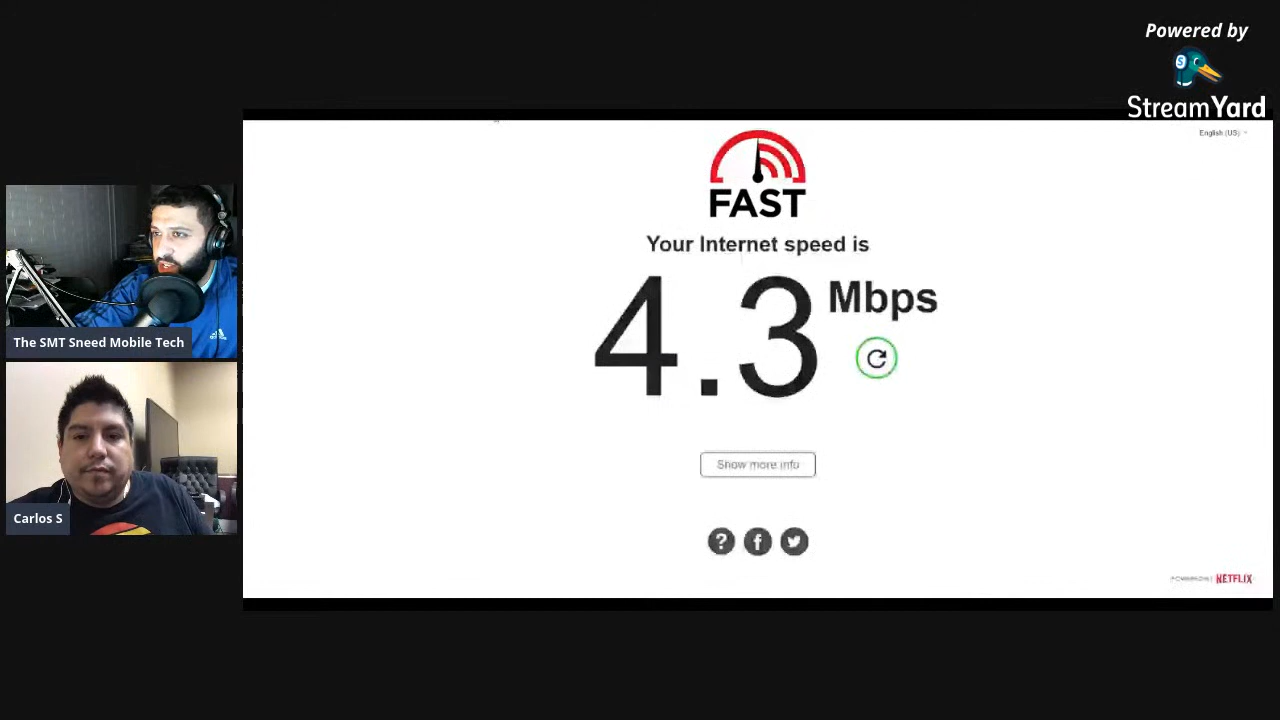 Powered by
StreamYard
English (US)
FAST
Your Internet speed is
4.3 Mbps
Show more info
The SMT Sneed Mobile Tech
Carlos S
NETFLIX